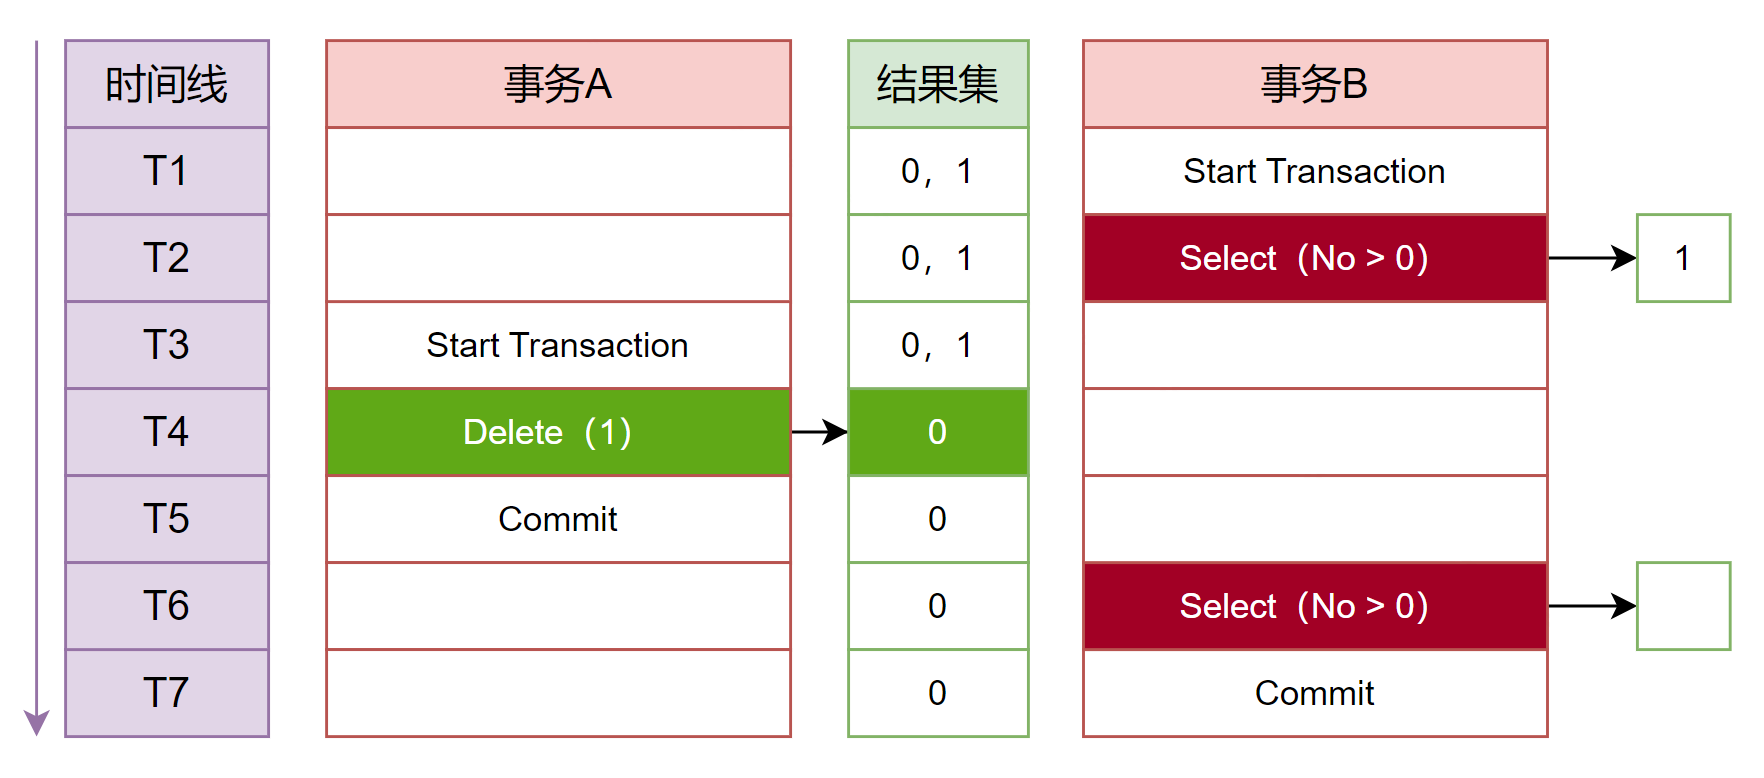 时间线 事务A 结果集 事务B
T1 0，1 Start Transaction
T2 0，1 Select（No > 0） 1
T3 Start Transaction 0，1
T4 Delete（1） 0
T5 Commit 0
T6 0 Select（No > 0）
T7 0 Commit